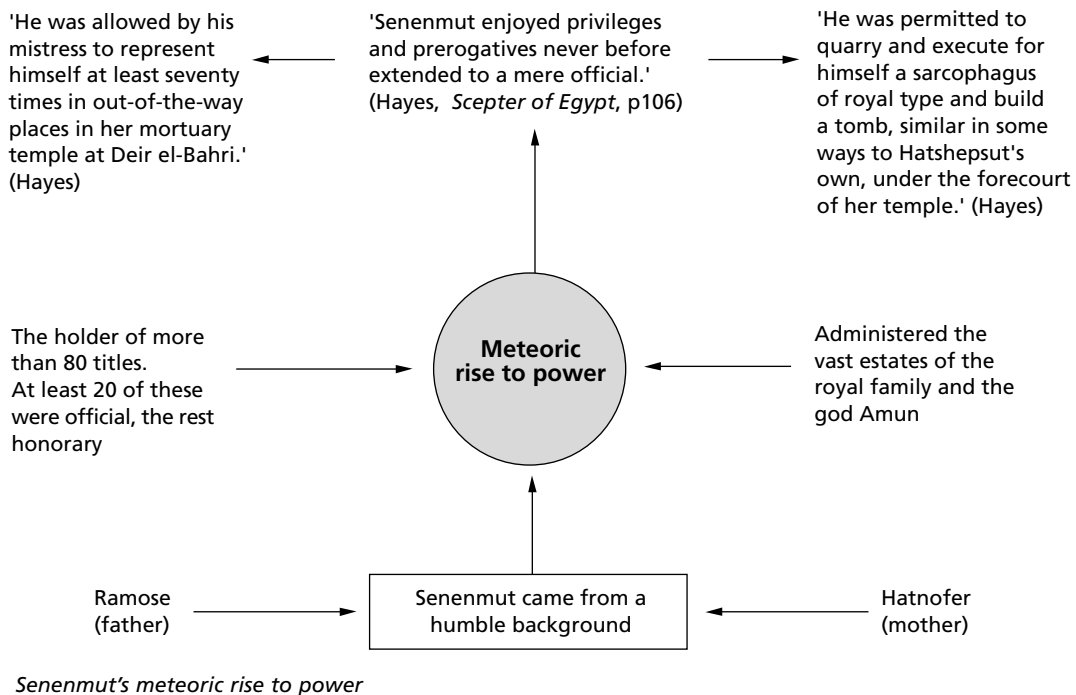 'He was allowed by his
mistress to represent
himself at least seventy
times in out-of-the-way
places in her mortuary
temple at Deir el-Bahri.'
(Hayes)
'Senenmut enjoyed privileges
and prerogatives never before
extended to a mere official.'
(Hayes, Scepter of Egypt, p106)
'He was permitted to
quarry and execute for
himself a sarcophagus
of royal type and build
a tomb, similar in some
ways to Hatshepsut's
own, under the forecourt
of her temple.' (Hayes)
The holder of more
than 80 titles.
At least 20 of these
were official, the rest
honorary
Meteoric
rise to power
Administered the
vast estates of the
royal family and the
god Amun
Ramose
(father)
Senenmut came from a
humble background
Hatnofer
(mother)
Senenmut's meteoric rise to power